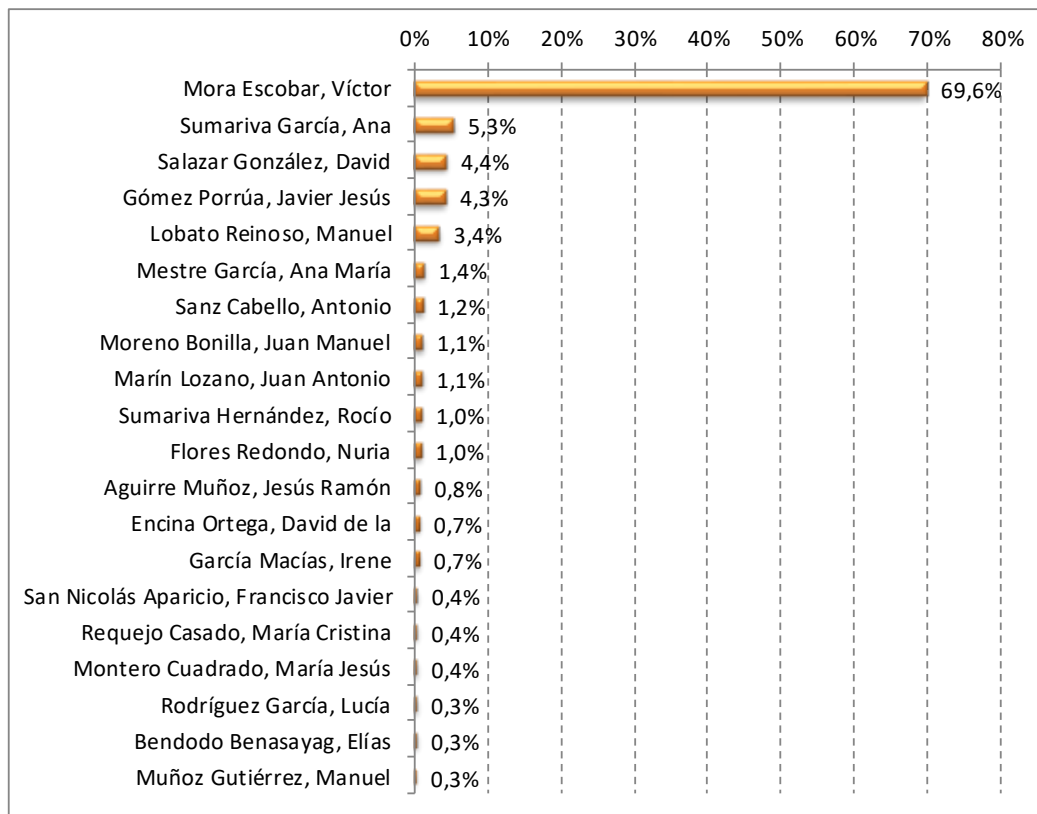 0% 10% 20% 30% 40% 50% 60% 70% 80%
Mora Escobar, Víctor 69,6%
Sumariva García, Ana 5,3%
Salazar González, David 4,4%
Gómez Porrúa, Javier Jesús 4,3%
Lobato Reinoso, Manuel 3,4%
Mestre García, Ana María 1,4%
Sanz Cabello, Antonio 1,2%
Moreno Bonilla, Juan Manuel 1,1%
Marín Lozano, Juan Antonio 1,1%
Sumariva Hernández, Rocío 1,0%
Flores Redondo, Nuria 1,0%
Aguirre Muñoz, Jesús Ramón 0,8%
Encina Ortega, David de la 0,7%
García Macías, Irene 0,7%
San Nicolás Aparicio, Francisco Javier 0,4%
Requejo Casado, María Cristina 0,4%
Montero Cuadrado, María Jesús 0,4%
Rodríguez García, Lucía 0,3%
Bendodo Benasayag, Elías 0,3%
Muñoz Gutiérrez, Manuel 0,3%